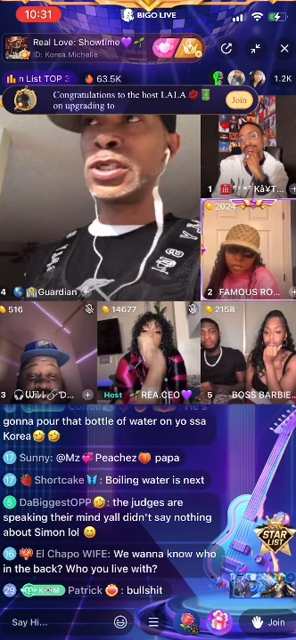 10:31
BIGO LIVE
Real Love: Showtime💜🌱
ID: Korea.Michelle
n List TOP 3
🔥 63.5K
1.2K
Congratulations to the host LALA💋🔋
on upgrading to
Join
1
2024
4 🌎 Guardian
2 FAMOUS RO...
516
14677
2158
3
Host REA.CEO💜
5 BOSS BARBIE...
gonna pour that bottle of water on yo ssa
Korea🤣🤣
17 Sunny: @Mz💞Peachez🍑 papa
17 🍓Shortcake🦋: Boiling water is next
5 DaBiggestOPP🤣: the judges are
speaking their mind yall didn't say nothing
about Simon lol 😄
16 El Chapo WIFE: We wanna know who
in the back? Who you live with?
29 Patrick ❤️: bullshit
STAR
LIST
Say Hi...
Join